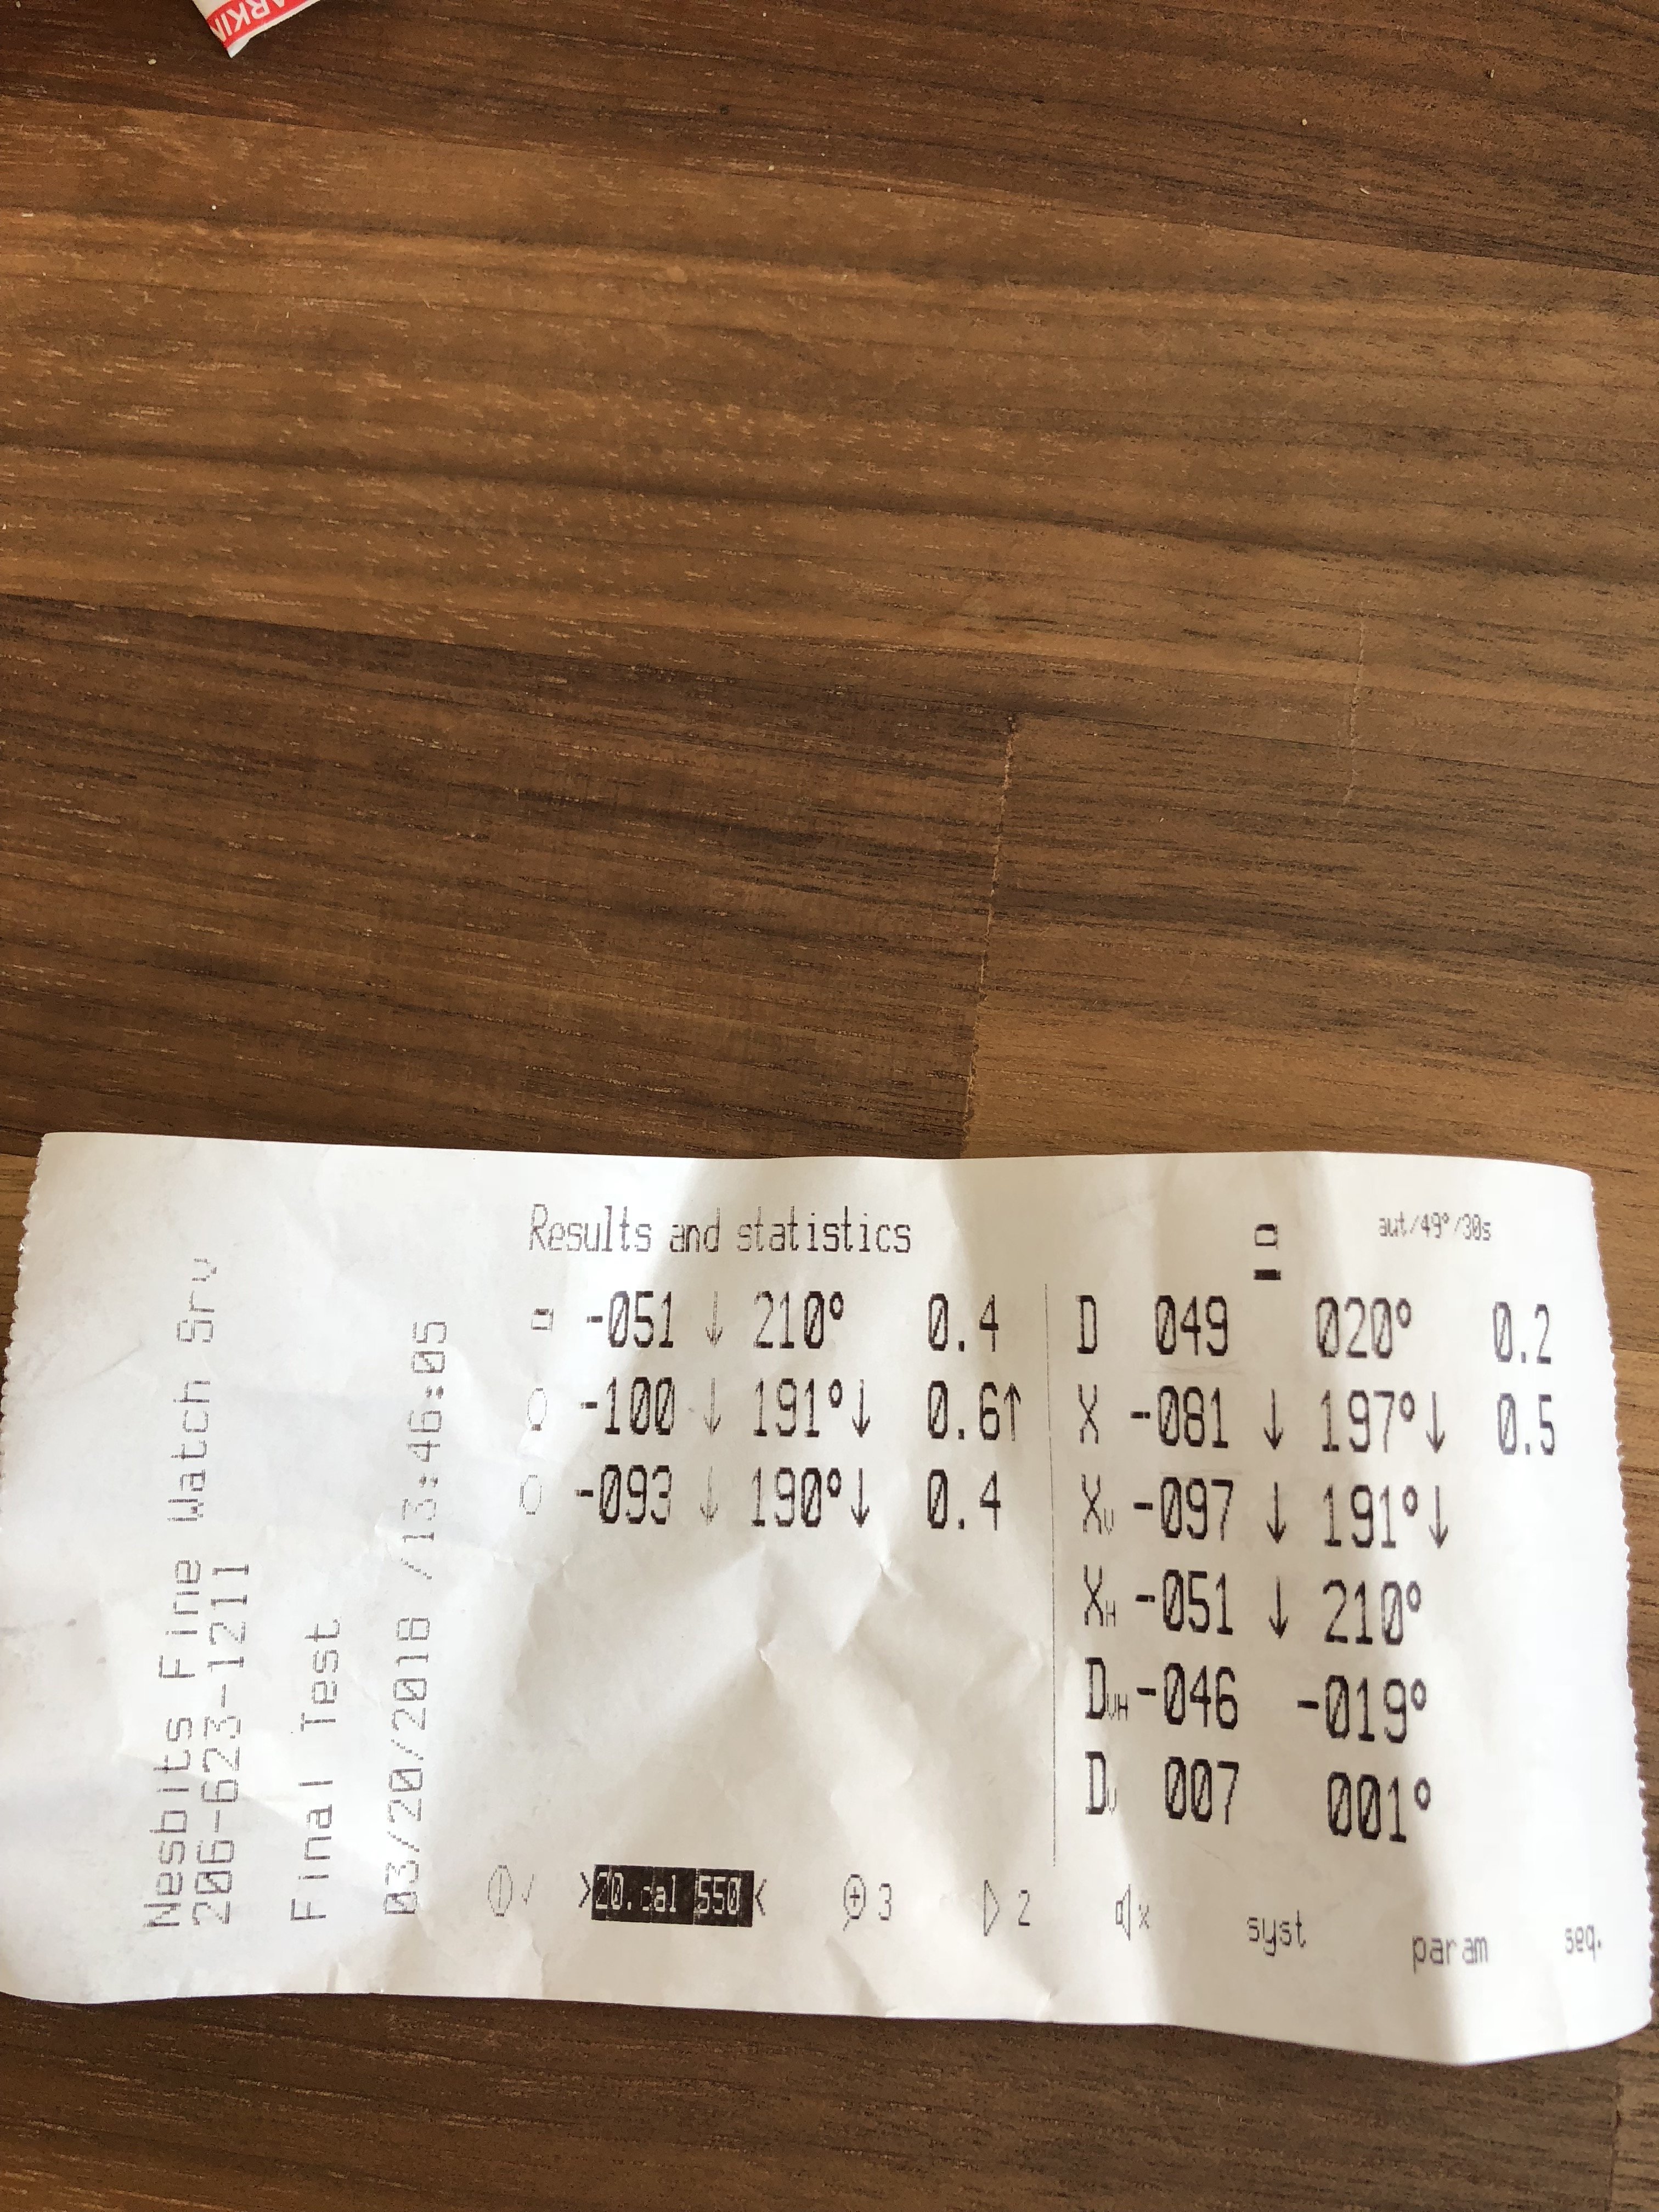 ARKIN
Nesbits Fine Watch Srv
206-623-1211
Final Test
03/20/2018 /13:46:05
Results and statistics
aut/49°/30s
-051 ↓ 210° 0.4
-100 ↓ 191°↓ 0.6↑
-093 ↓ 190°↓ 0.4
D 049 020° 0.2
X -081 ↓ 197°↓ 0.5
Xv -097 ↓ 191°↓
XH -051 ↓ 210°
DVH -046 -019°
Dv 007 001°
>20.cal 550< 3 2 x syst param seq.